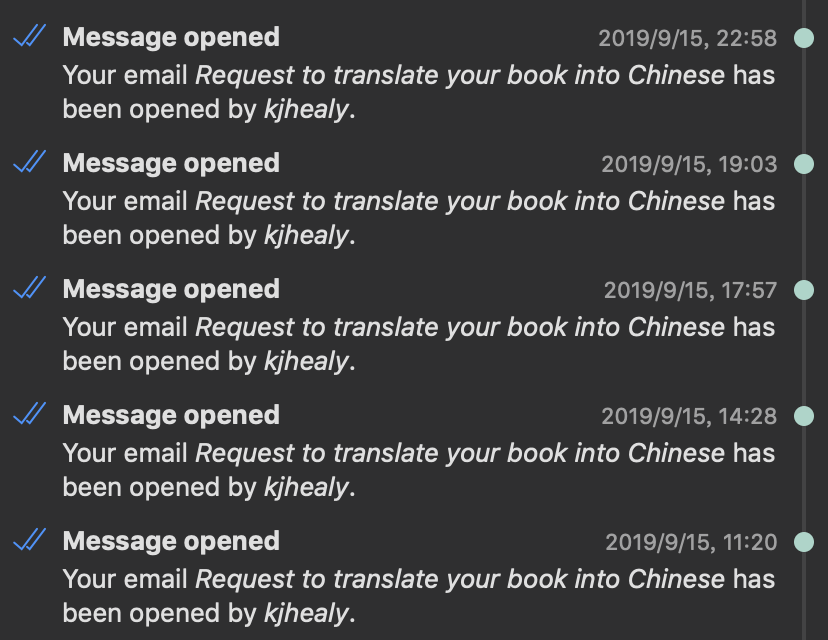 Message opened 2019/9/15, 22:58
Your email Request to translate your book into Chinese has
been opened by kjhealy.
Message opened 2019/9/15, 19:03
Your email Request to translate your book into Chinese has
been opened by kjhealy.
Message opened 2019/9/15, 17:57
Your email Request to translate your book into Chinese has
been opened by kjhealy.
Message opened 2019/9/15, 14:28
Your email Request to translate your book into Chinese has
been opened by kjhealy.
Message opened 2019/9/15, 11:20
Your email Request to translate your book into Chinese has
been opened by kjhealy.